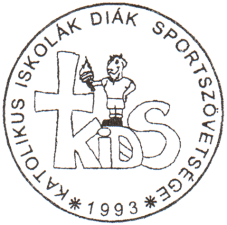 KATOLIKUS ISKOLÁK DIÁK SPORTSZÖVETSÉGE
KiDS
* 1993 *